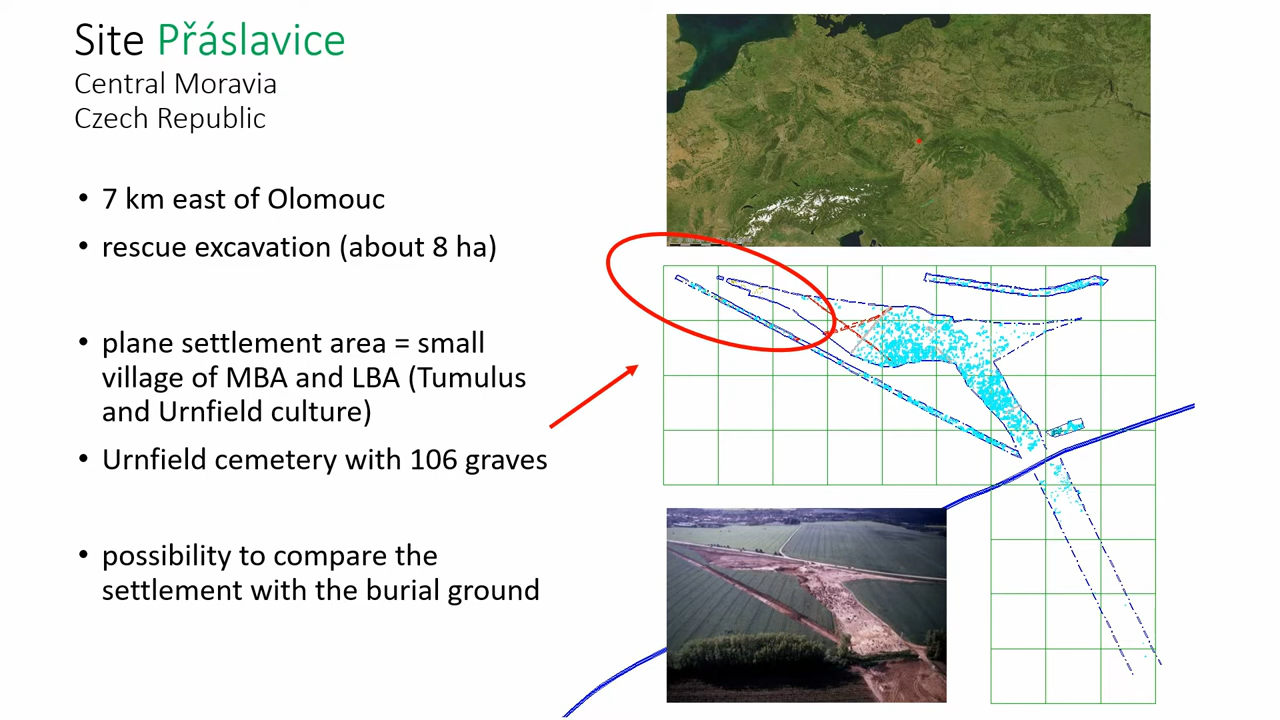 Site Přáslavice
Central Moravia
Czech Republic
• 7 km east of Olomouc
• rescue excavation (about 8 ha)
• plane settlement area = small
village of MBA and LBA (Tumulus
and Urnfield culture)
• Urnfield cemetery with 106 graves
• possibility to compare the
settlement with the burial ground